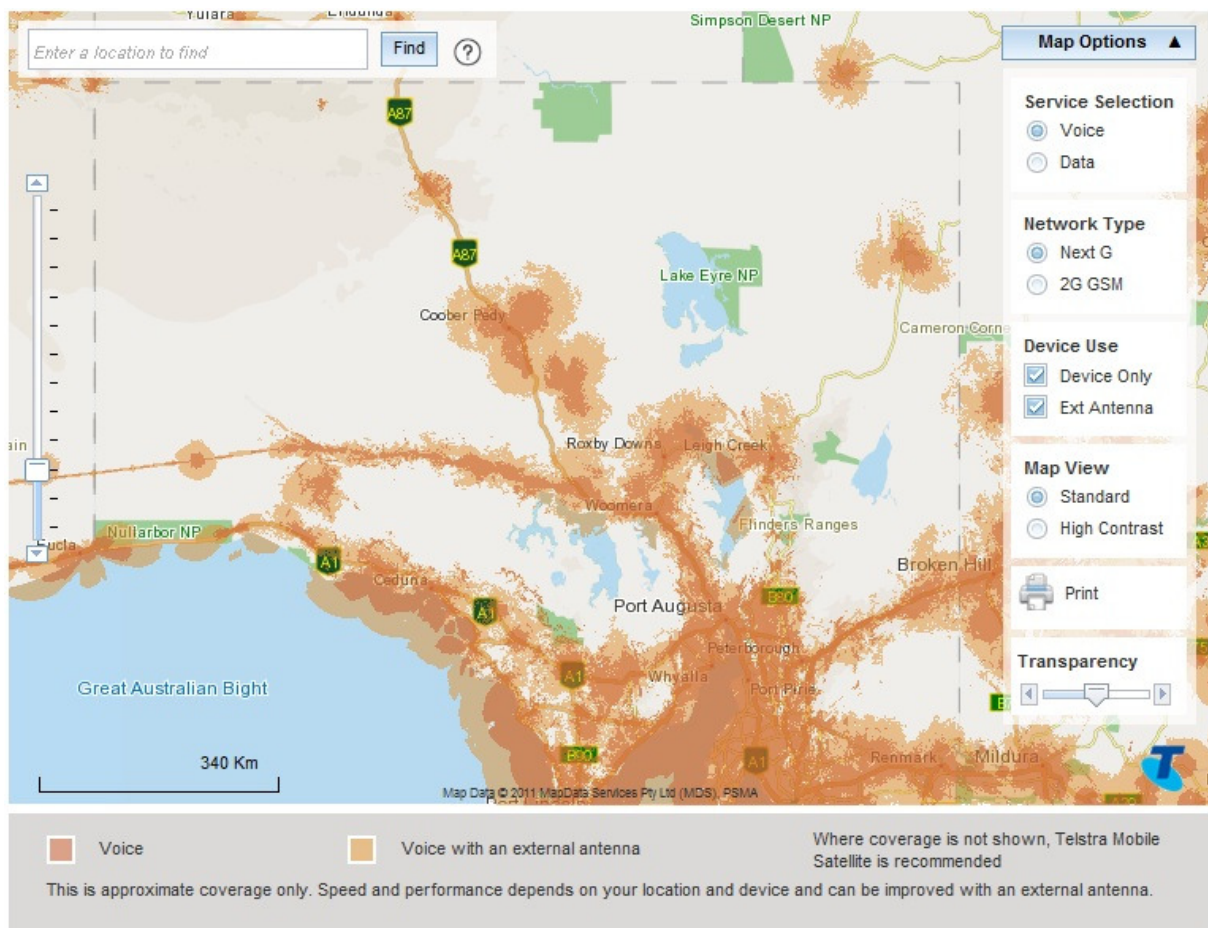 Yulara
Simpson Desert NP
Enter a location to find
Find
?
Map Options ▲
A87
Service Selection
Voice
Data
Network Type
Next G
2G GSM
A87
Lake Eyre NP
Coober Pedy
Cameron Corne
Device Use
Device Only
Ext Antenna
ain
Roxby Downs
Leigh Creek
Map View
Standard
High Contrast
Woomera
Flinders Ranges
Nullarbor NP
Eucla
A1
Ceduna
Broken Hill
A1
Port Augusta
B90
Print
Peterborough
A1
Whyalla
Port Pirie
Transparency
Great Australian Bight
B90
A1
Renmark
Mildura
340 Km
Map Data © 2011 MapData Services Pty Ltd (MDS), PSMA
T
Voice
Voice with an external antenna
Where coverage is not shown, Telstra Mobile
Satellite is recommended
This is approximate coverage only. Speed and performance depends on your location and device and can be improved with an external antenna.